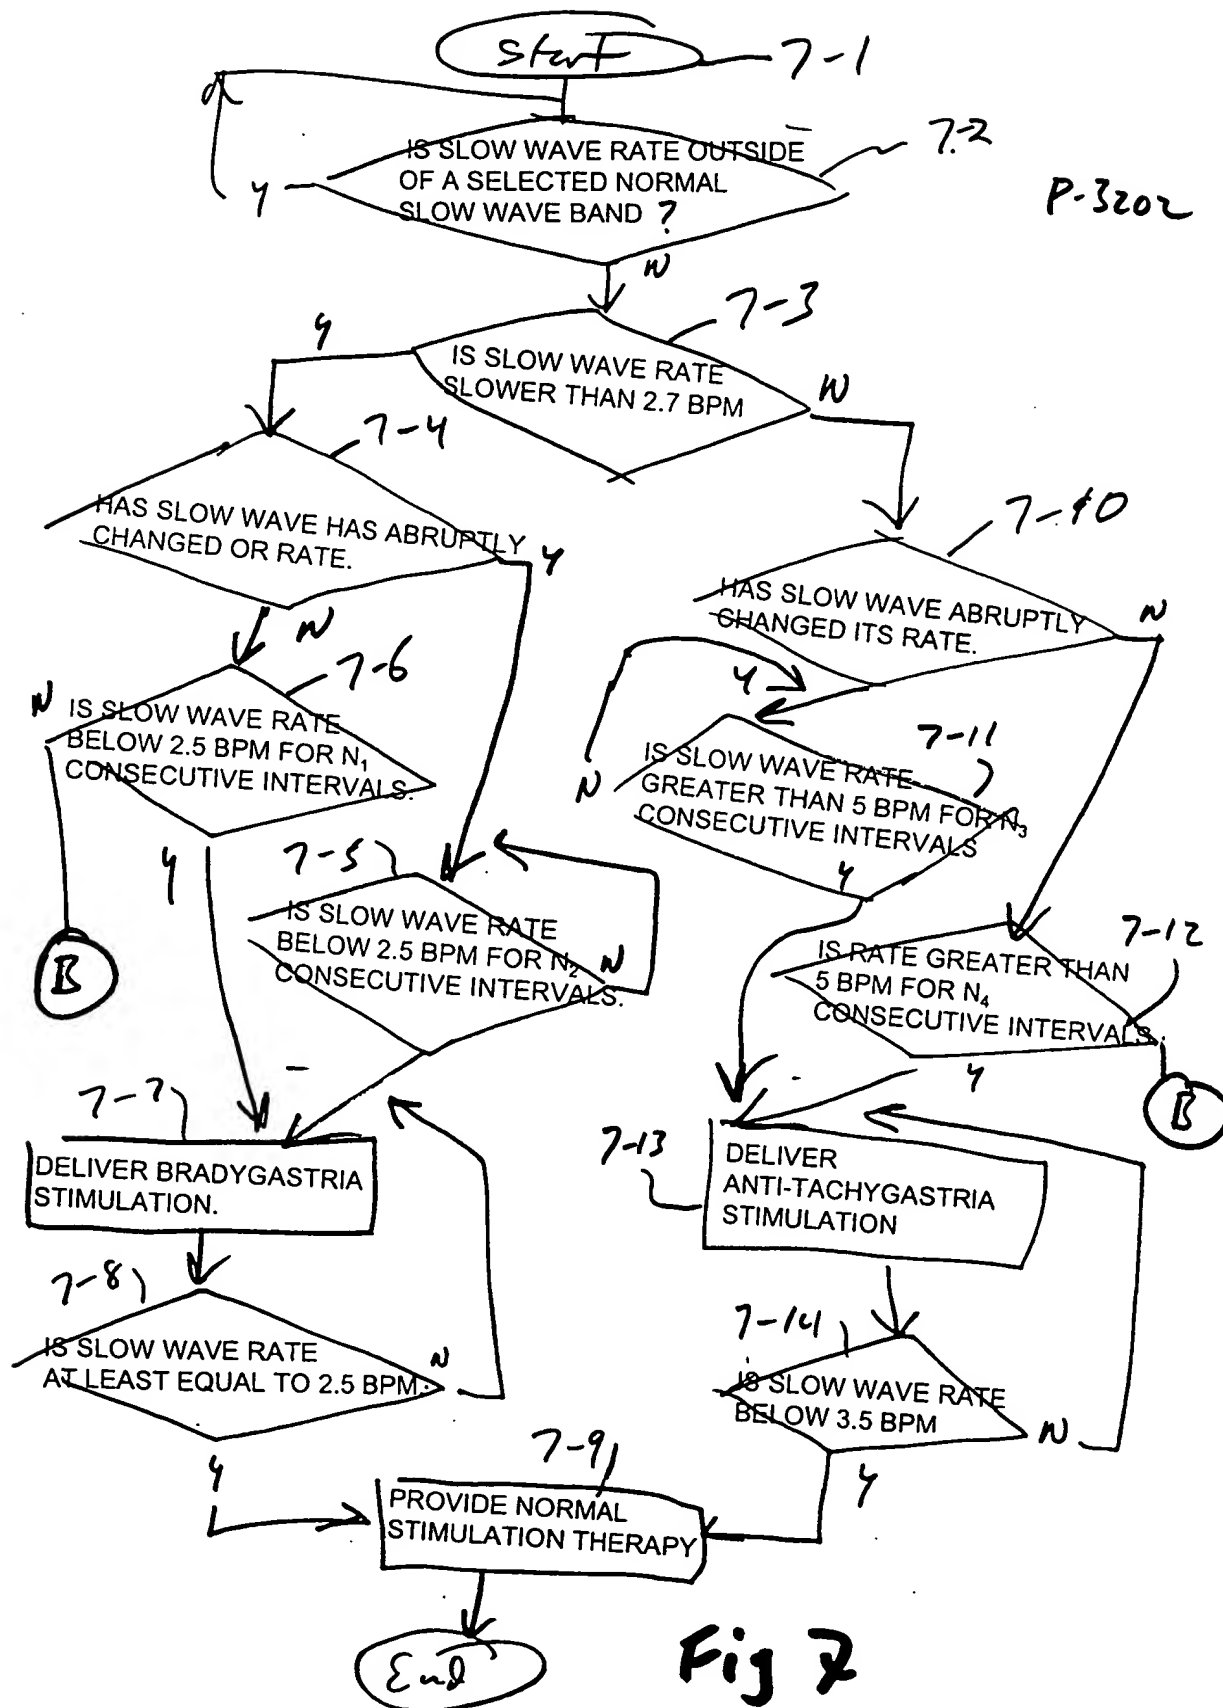 Start
7-1
IS SLOW WAVE RATE OUTSIDE
OF A SELECTED NORMAL
SLOW WAVE BAND ?
7-2
P-3202
Y
N
7-3
IS SLOW WAVE RATE
SLOWER THAN 2.7 BPM
Y
N
7-4
HAS SLOW WAVE HAS ABRUPTLY
CHANGED OR RATE.
Y
N
7-10
HAS SLOW WAVE ABRUPTLY
CHANGED ITS RATE.
N
Y
7-6
IS SLOW WAVE RATE
BELOW 2.5 BPM FOR N₁
CONSECUTIVE INTERVALS.
N
Y
7-11
IS SLOW WAVE RATE
GREATER THAN 5 BPM FOR N₃
CONSECUTIVE INTERVALS
N
Y
7-5
IS SLOW WAVE RATE
BELOW 2.5 BPM FOR N₂
CONSECUTIVE INTERVALS.
N
B
7-12
IS RATE GREATER THAN
5 BPM FOR N₄
CONSECUTIVE INTERVALS.
Y
B
7-7
DELIVER BRADYGASTRIA
STIMULATION.
7-13
DELIVER
ANTI-TACHYGASTRIA
STIMULATION
7-8
IS SLOW WAVE RATE
AT LEAST EQUAL TO 2.5 BPM.
N
Y
7-14
IS SLOW WAVE RATE
BELOW 3.5 BPM
N
Y
7-9
PROVIDE NORMAL
STIMULATION THERAPY
End
Fig 7